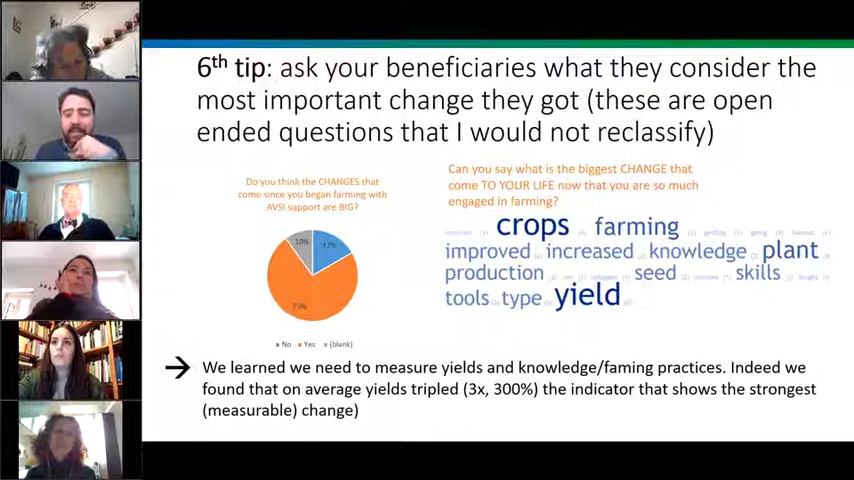 6th tip: ask your beneficiaries what they consider the
most important change they got (these are open
ended questions that I would not reclassify)
Do you think the CHANGES that
come since you began farming with
AVSI support are BIG?
10%
No Yes (blank)
Can you say what is the biggest CHANGE that
come TO YOUR LIFE now that you are so much
engaged in farming?
crops farming
improved increased knowledge plant
production seed skills
tools type yield
→ We learned we need to measure yields and knowledge/faming practices. Indeed we
found that on average yields tripled (3x, 300%) the indicator that shows the strongest
(measurable) change)